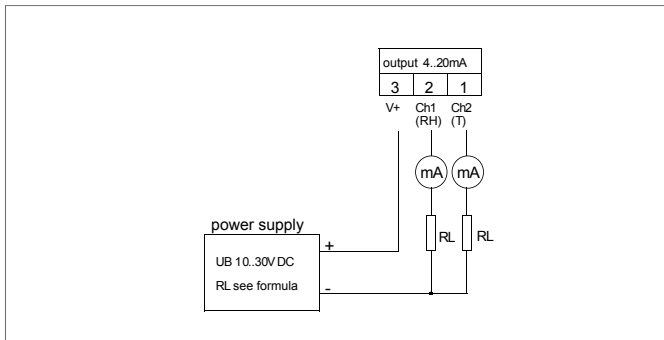 output 4..20mA
3 2 1
V+ Ch1 Ch2
(RH) (T)
mA mA
RL RL
power supply
+
UB 10..30V DC
RL see formula
-